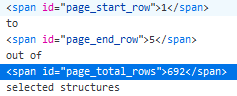 <span id="page_start_row">1</span>
to
<span id="page_end_row">5</span>
out of
<span id="page_total_rows">692</span>
selected structures